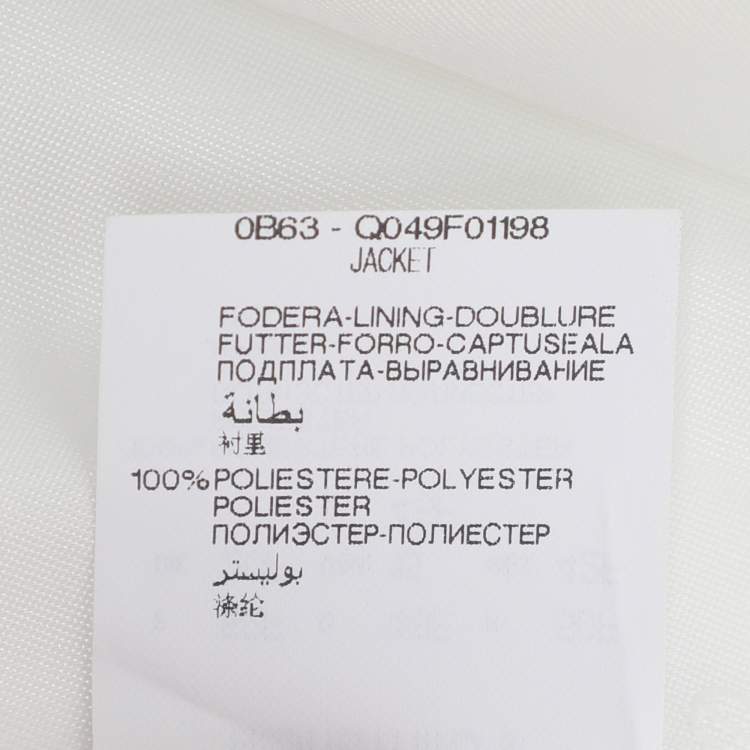 0B63 - Q049F01198
JACKET
FODERA-LINING-DOUBLURE
FUTTER-FORRO-CAPTUSEALA
ПОДПЛАТА-ВЫРАВНИВАНИЕ
بطانة
衬里
100% POLIESTERE-POLYESTER
POLIESTER
ПОЛИЭСТЕР-ПОЛИЕСТЕР
بوليستر
涤纶